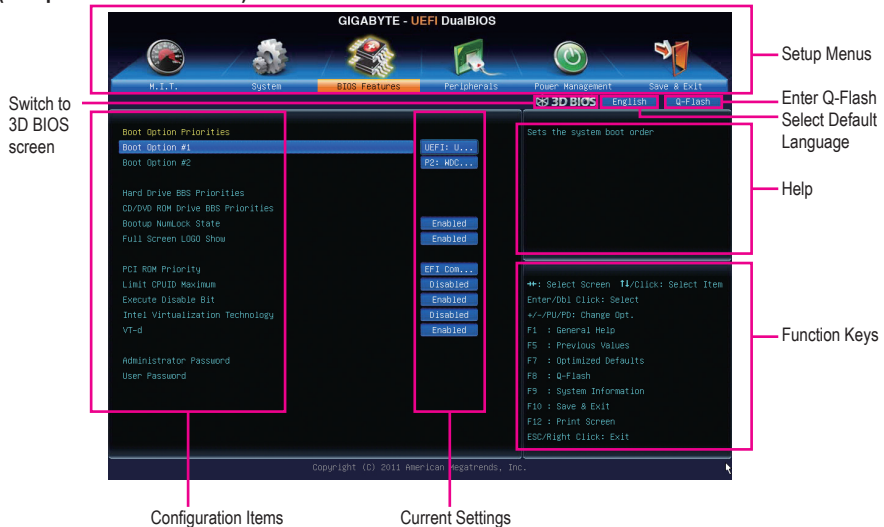 GIGABYTE - UEFI DualBIOS
M.I.T. System BIOS Features Peripherals Power Management Save & Exit
Setup Menus
3D BIOS English Q-Flash
Switch to
3D BIOS
screen
Enter Q-Flash
Select Default
Language
Boot Option Priorities
Boot Option #1 UEFI: U...
Boot Option #2 P2: WDC...
Hard Drive BBS Priorities
CD/DVD ROM Drive BBS Priorities
Bootup NumLock State Enabled
Full Screen LOGO Show Enabled
PCI ROM Priority EFI Com...
Limit CPUID Maximum Disabled
Execute Disable Bit Enabled
Intel Virtualization Technology Disabled
VT-d Enabled
Administrator Password
User Password
Sets the system boot order
Help
→←: Select Screen ↑↓/Click: Select Item
Enter/Dbl Click: Select
+/-/PU/PD: Change Opt.
F1 : General Help
F5 : Previous Values
F7 : Optimized Defaults
F8 : Q-Flash
F9 : System Information
F10 : Save & Exit
F12 : Print Screen
ESC/Right Click: Exit
Function Keys
Copyright (C) 2011 American Megatrends, Inc.
Configuration Items
Current Settings